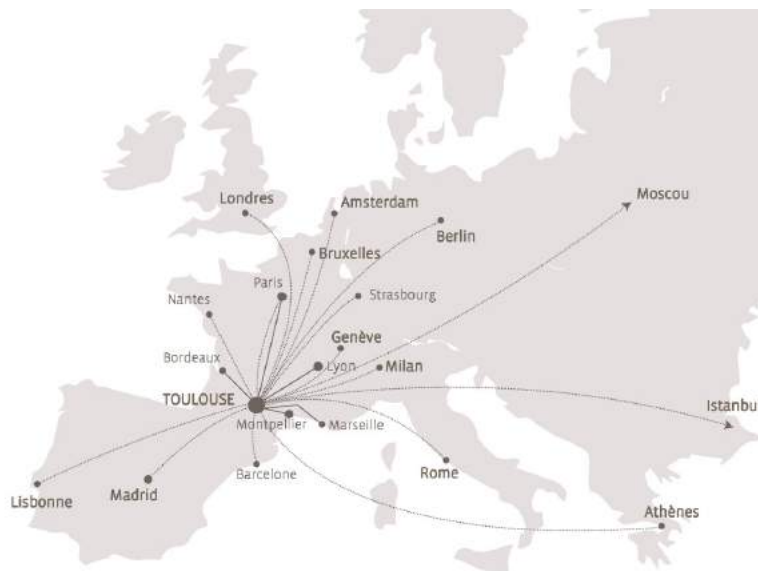 Moscou
Londres
Amsterdam
Berlin
Bruxelles
Paris
Strasbourg
Nantes
Genève
Bordeaux
Lyon
Milan
TOULOUSE
Istanbu
Montpellier
Marseille
Barcelone
Rome
Lisbonne
Madrid
Athènes